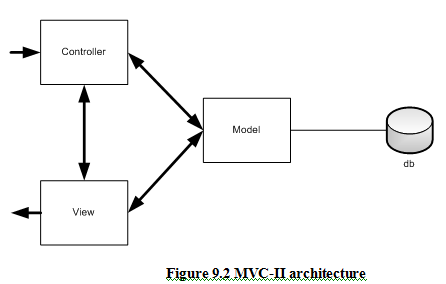 Controller
Model
db
View
Figure 9.2 MVC-II architecture